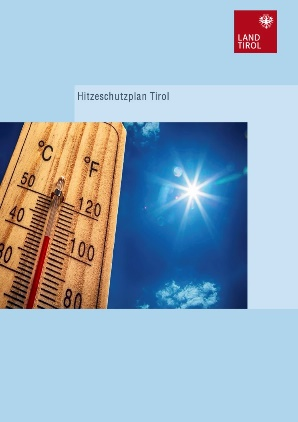 LAND
TIROL
Hitzeschutzplan Tirol
°C
°F
50
120
40
100
30
80